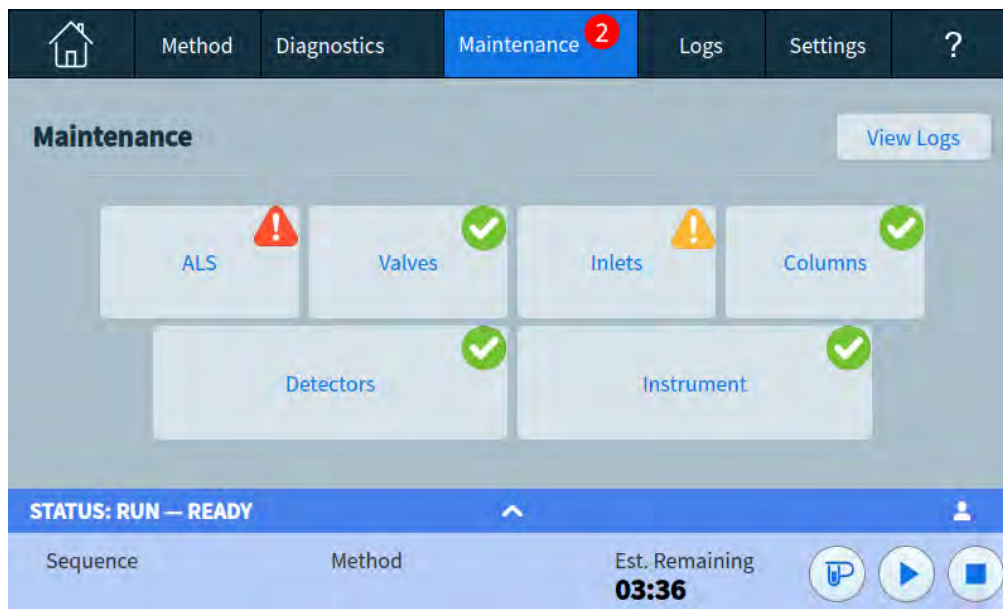 Method Diagnostics Maintenance 2 Logs Settings ?
Maintenance View Logs
ALS Valves Inlets Columns
Detectors Instrument
STATUS: RUN — READY
Sequence Method Est. Remaining
03:36